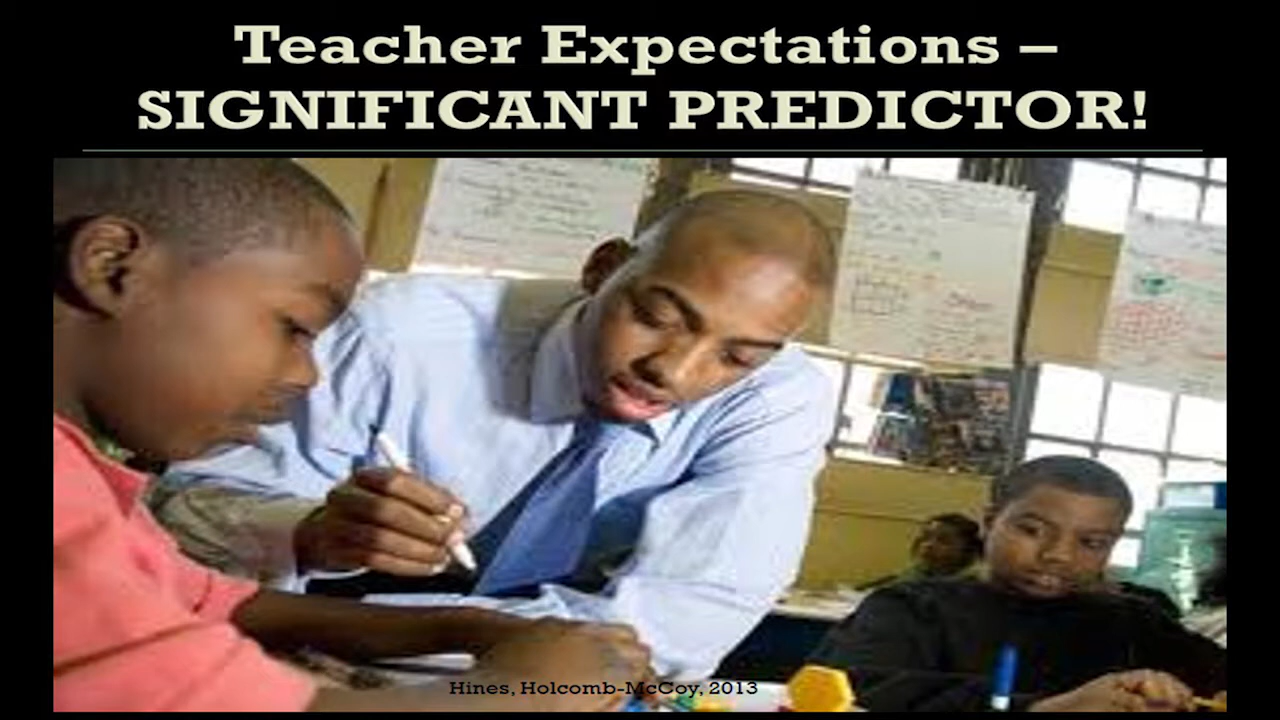 Teacher Expectations –
SIGNIFICANT PREDICTOR!
Hines, Holcomb-McCoy, 2013